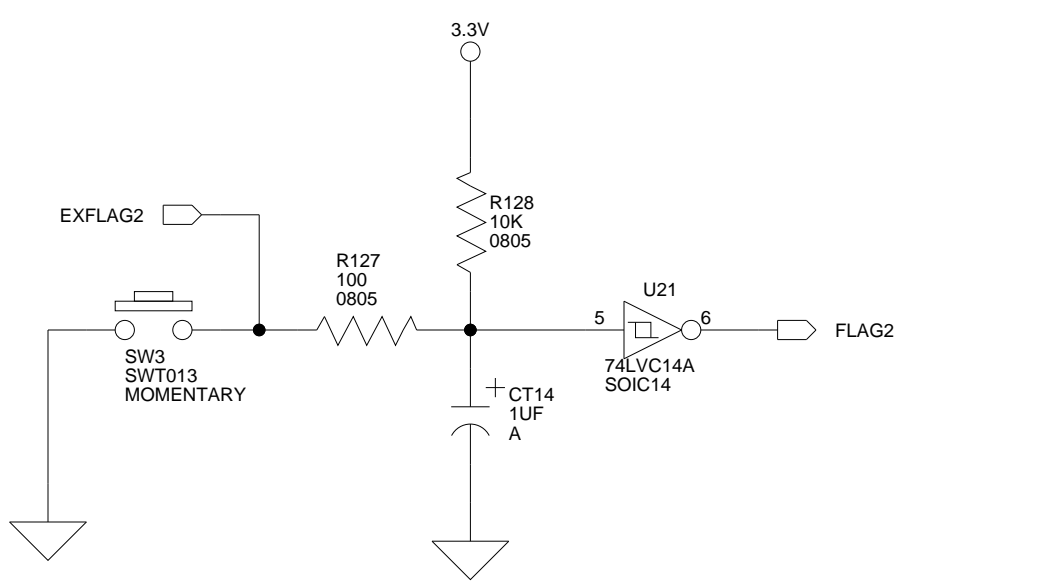 3.3V
R128
10K
0805
EXFLAG2
R127
100
0805
U21
5
6
FLAG2
SW3
SWT013
MOMENTARY
74LVC14A
SOIC14
+
CT14
1UF
A